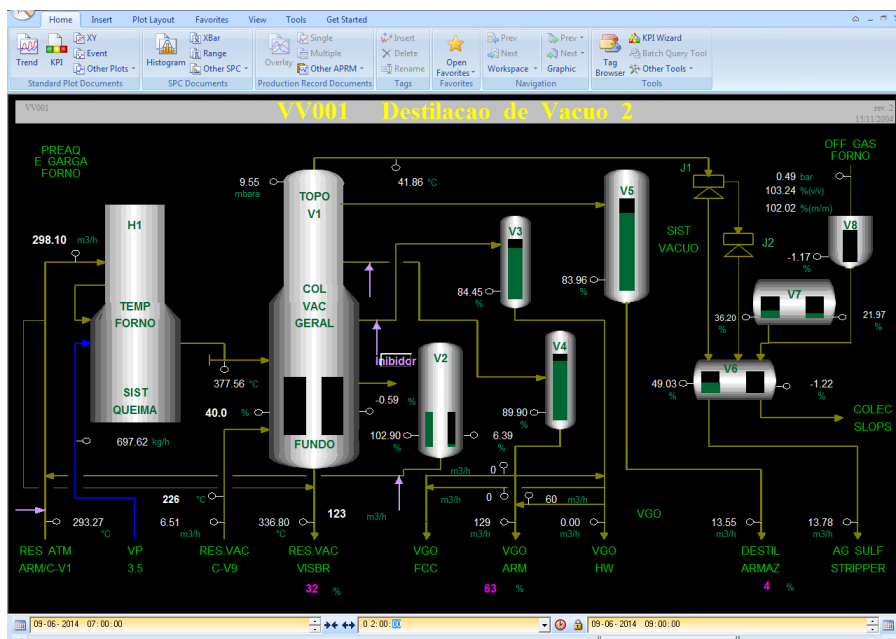 Home Insert Plot Layout Favorites View Tools Get Started
Trend
KPI
XY
Event
Other Plots
Standard Plot Documents
Histogram
XBar
Range
Other SPC
SPC Documents
Overlay
Single
Multiple
Other APRM
Production Record Documents
Insert
Delete
Rename
Tags
Open
Favorites
Favorites
Prev
Next
Workspace
Prev
Next
Graphic
Navigation
Tag
Browser
KPI Wizard
Batch Query Tool
Other Tools
Tools
VV001
VV001 Destilacao de Vacuo 2
rev. 2
15/11/2004
PREAQ
E GARGA
FORNO
H1
298.10 m3/h
TEMP
FORNO
SIST
QUEIMA
697.62 kg/h
9.55
mbara
TOPO
V1
41.86 °C
COL
VAC
GERAL
377.56 °C
40.0 %
FUNDO
-0.59
%
Inibidor
V2
102.90
%
6.39
%
V3
84.45
%
V4
89.90
%
V5
83.96
%
J1
SIST
VACUO
J2
OFF GAS
FORNO
0.49 bar
103.24 %(v/v)
102.02 %(m/m)
V8
-1.17
%
V7
36.20
%
21.97
%
V6
49.03
%
-1.22
%
COLEC
SLOPS
m3/h
0
0
m3/h
60 m3/h
VGO
293.27
°C
226 °C
6.51
m3/h
336.80
°C
123
m3/h
129
m3/h
0.00
m3/h
13.55
m3/h
13.78
m3/h
RES ATM
ARM/C-V1
VP
3.5
RES.VAC
C-V9
RES.VAC
VISBR
32 %
VGO
FCC
VGO
ARM
63 %
VGO
HW
DESTIL
ARMAZ
4 %
AG SULF
STRIPPER
09-06-2014 07:00:00
0 2:00:00
09-06-2014 09:00:00